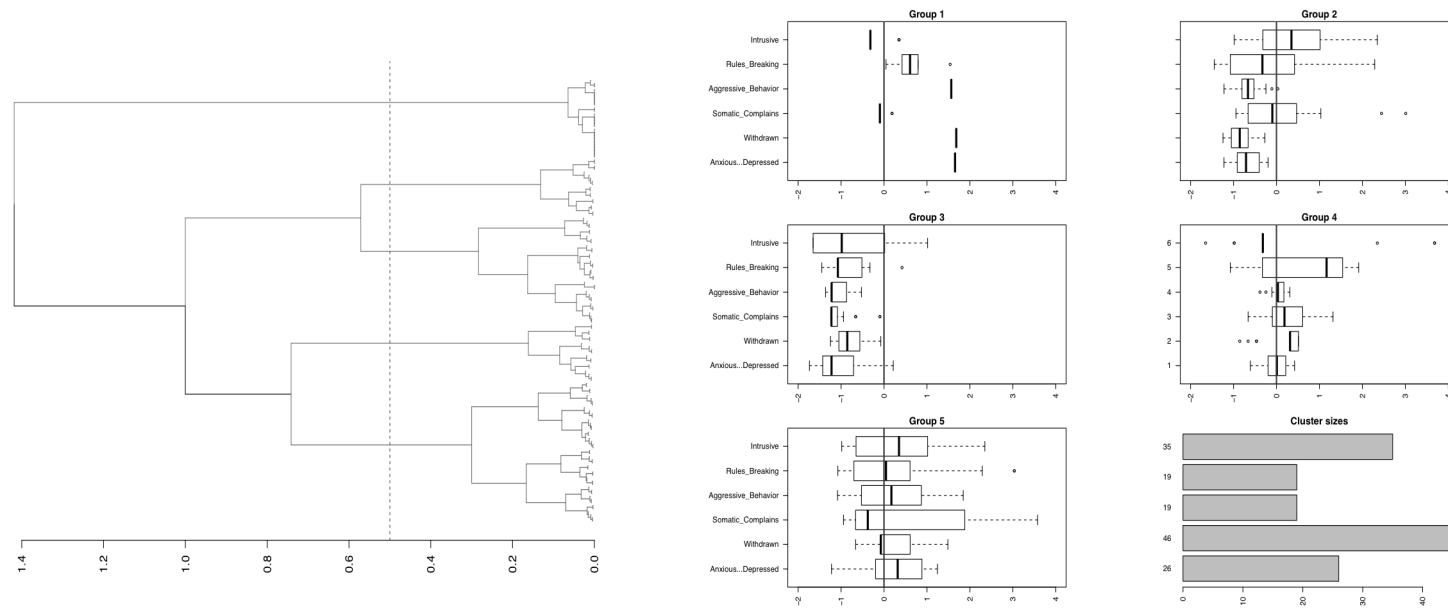 1.4 1.2 1.0 0.8 0.6 0.4 0.2 0.0
Group 1
Intrusive
Rules_Breaking
Aggressive_Behavior
Somatic_Complains
Withdrawn
Anxious...Depressed
-2 -1 0 1 2 3 4
Group 2
-2 -1 0 1 2 3 4
Group 3
Intrusive
Rules_Breaking
Aggressive_Behavior
Somatic_Complains
Withdrawn
Anxious...Depressed
-2 -1 0 1 2 3 4
Group 4
6
5
4
3
2
1
-2 -1 0 1 2 3 4
Group 5
Intrusive
Rules_Breaking
Aggressive_Behavior
Somatic_Complains
Withdrawn
Anxious...Depressed
-2 -1 0 1 2 3 4
Cluster sizes
35
19
19
46
26
0 10 20 30 40